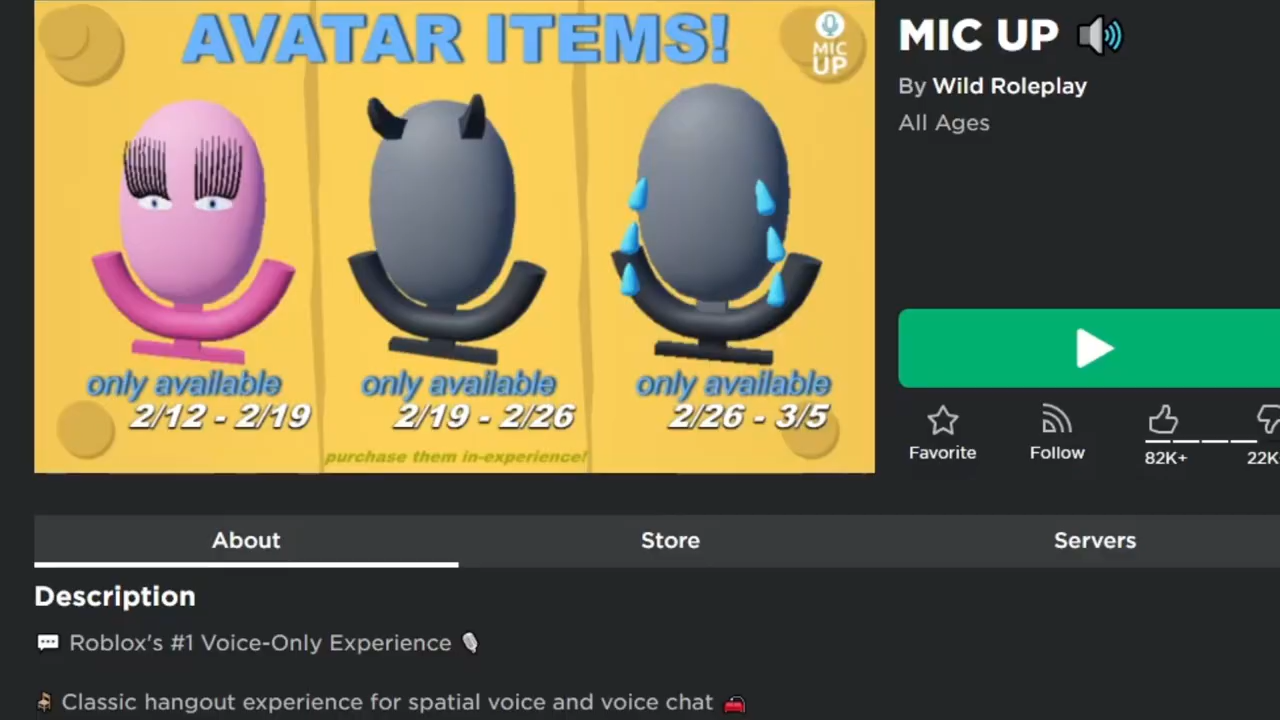 AVATAR ITEMS!
MIC
UP
only available
2/12 - 2/19
only available
2/19 - 2/26
only available
2/26 - 3/5
purchase them in-experience!
MIC UP 🔊
By Wild Roleplay
All Ages
Favorite
Follow
82K+
22K
About
Store
Servers
Description
💬 Roblox's #1 Voice-Only Experience 🎙️
🪑 Classic hangout experience for spatial voice and voice chat